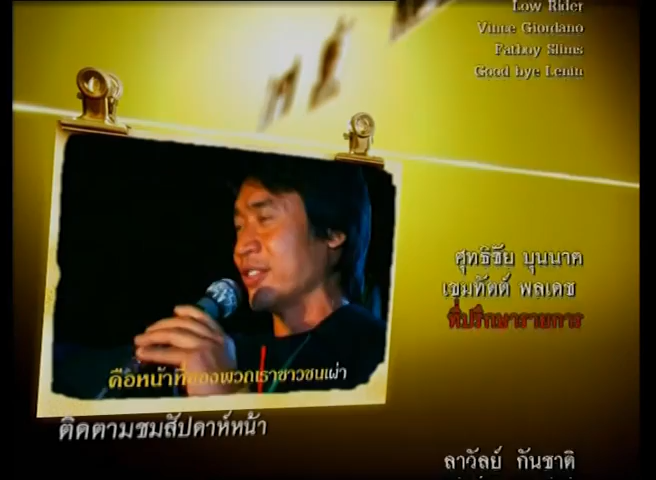 Low Rider
Vince Giordano
Fatboy Slims
Good bye Lenin
ศุทธิชัย บุนนาค
เขมทัตต์ พลเดช
ที่ปรึกษารายการ
คือหน้าที่ของพวกเราชาวชนเผ่า
ติดตามชมสัปดาห์หน้า
ลาวัลย์ กันชาติ